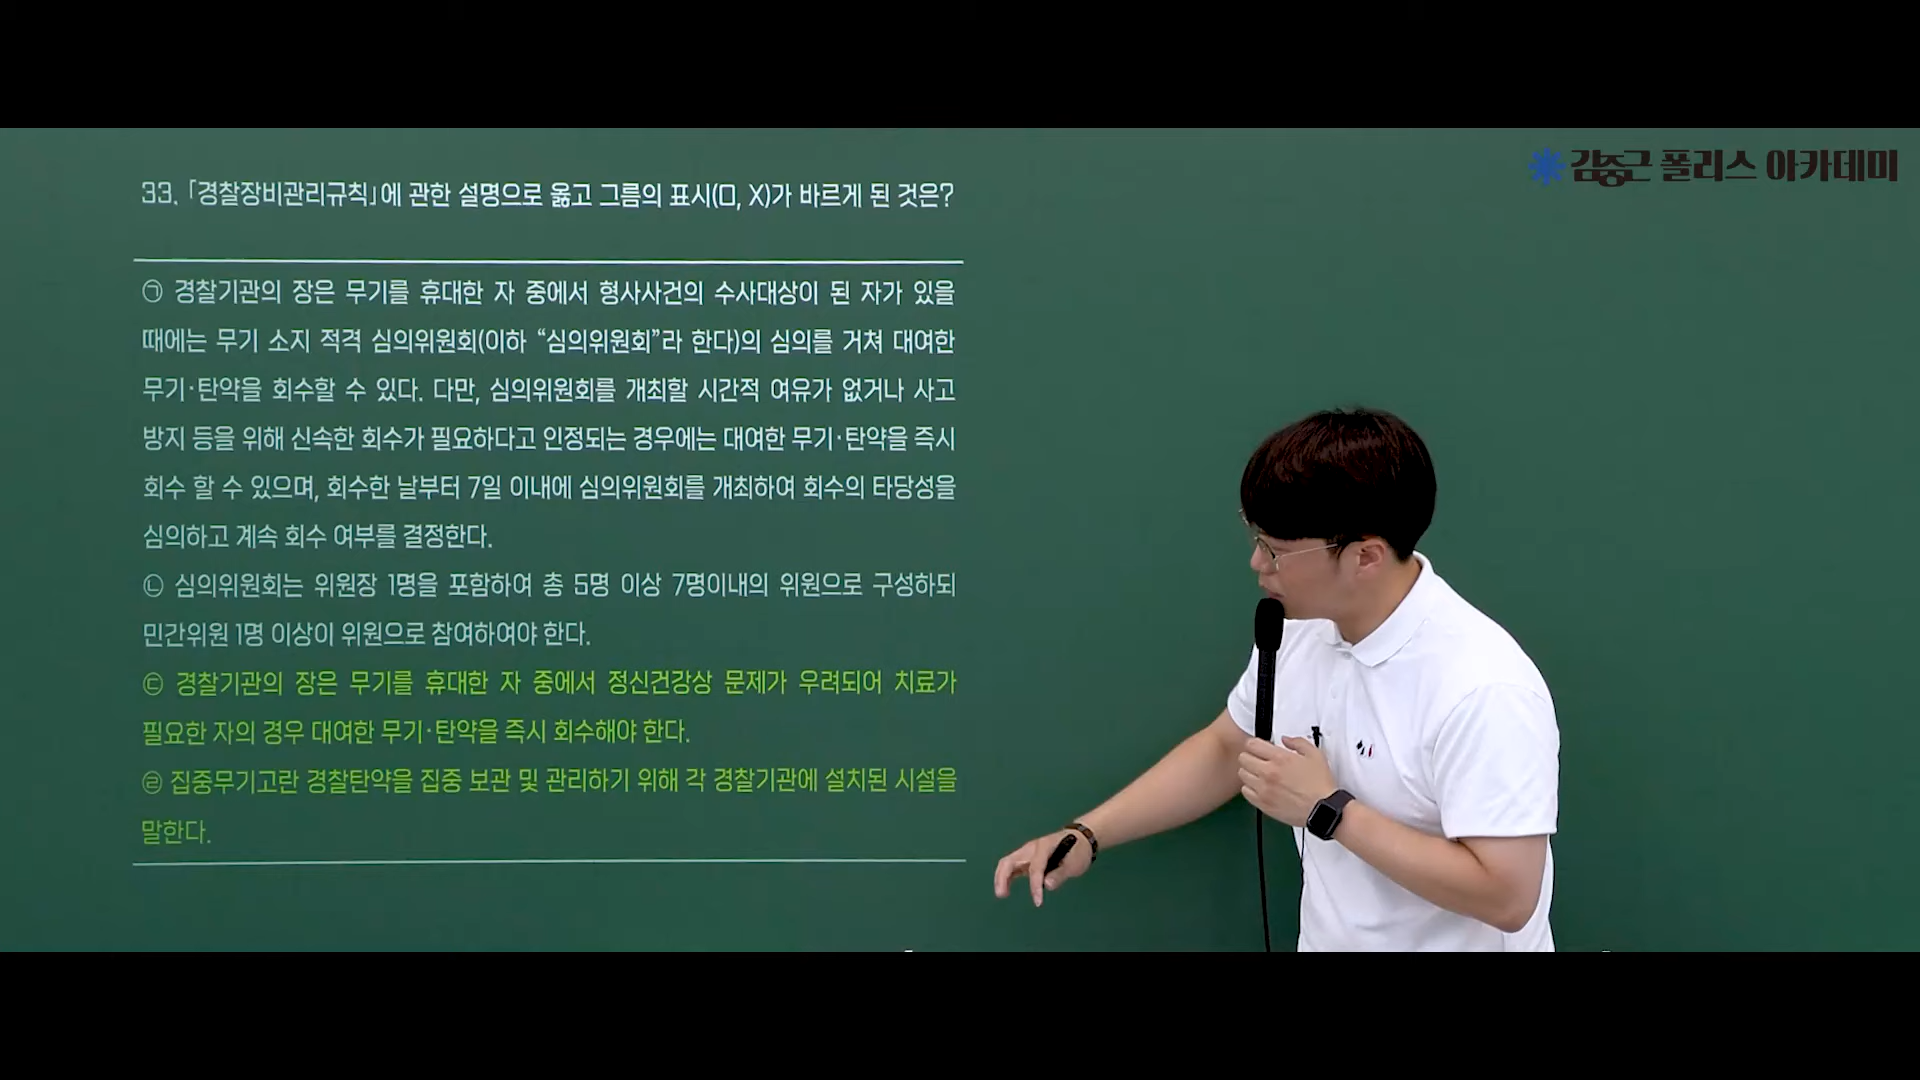 김중근 폴리스 아카데미
33. 「경찰장비관리규칙」에 관한 설명으로 옳고 그름의 표시(□, X)가 바르게 된 것은?
㉠ 경찰기관의 장은 무기를 휴대한 자 중에서 형사사건의 수사대상이 된 자가 있을
때에는 무기 소지 적격 심의위원회(이하 “심의위원회”라 한다)의 심의를 거쳐 대여한
무기·탄약을 회수할 수 있다. 다만, 심의위원회를 개최할 시간적 여유가 없거나 사고
방지 등을 위해 신속한 회수가 필요하다고 인정되는 경우에는 대여한 무기·탄약을 즉시
회수 할 수 있으며, 회수한 날부터 7일 이내에 심의위원회를 개최하여 회수의 타당성을
심의하고 계속 회수 여부를 결정한다.
㉡ 심의위원회는 위원장 1명을 포함하여 총 5명 이상 7명이내의 위원으로 구성하되
민간위원 1명 이상이 위원으로 참여하여야 한다.
㉢ 경찰기관의 장은 무기를 휴대한 자 중에서 정신건강상 문제가 우려되어 치료가
필요한 자의 경우 대여한 무기·탄약을 즉시 회수해야 한다.
㉣ 집중무기고란 경찰탄약을 집중 보관 및 관리하기 위해 각 경찰기관에 설치된 시설을
말한다.